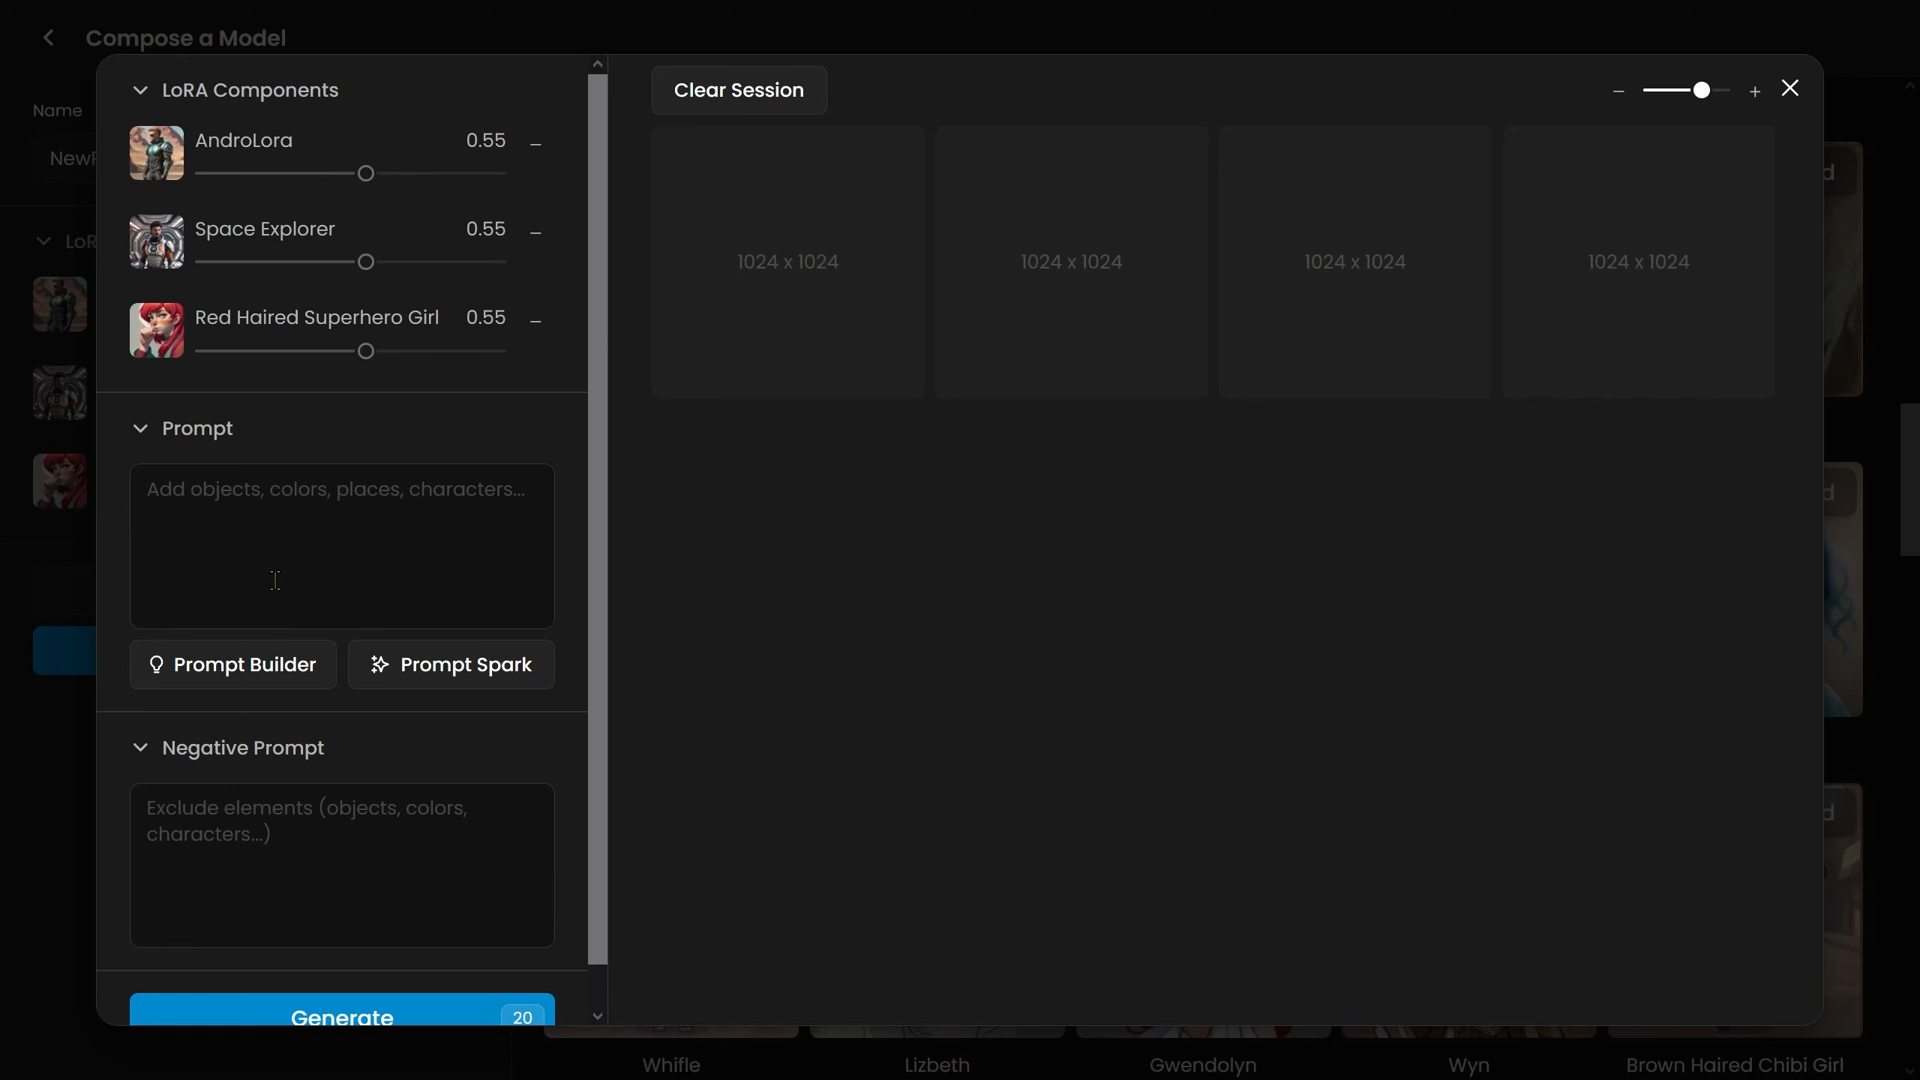 Compose a Model
Name
NewF
LoR
LoRA Components
AndroLora 0.55
Space Explorer 0.55
Red Haired Superhero Girl 0.55
Prompt
Add objects, colors, places, characters...
Prompt Builder Prompt Spark
Negative Prompt
Exclude elements (objects, colors,
characters...)
Generate 20
Clear Session
1024 x 1024 1024 x 1024 1024 x 1024 1024 x 1024
d
d
d
Whifle Lizbeth Gwendolyn Wyn Brown Haired Chibi Girl